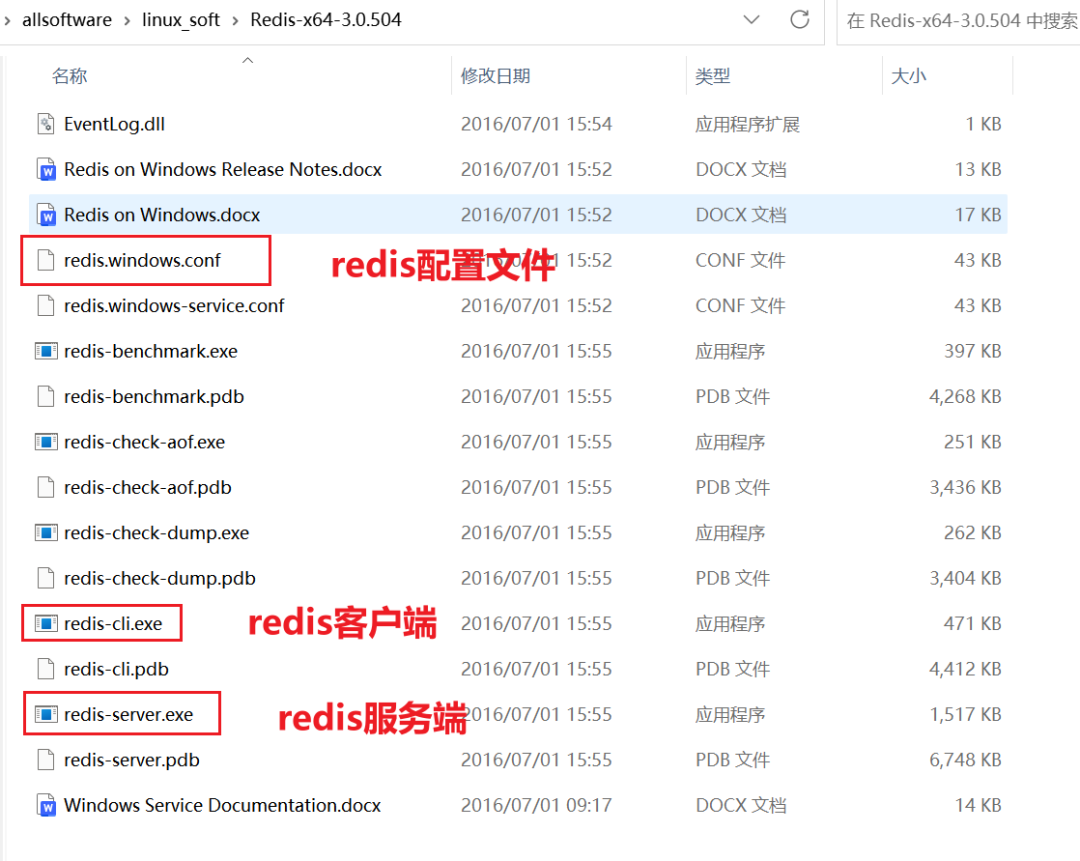 allsoftware › linux_soft › Redis-x64-3.0.504 在 Redis-x64-3.0.504 中搜索
名称 修改日期 类型 大小
EventLog.dll 2016/07/01 15:54 应用程序扩展 1 KB
Redis on Windows Release Notes.docx 2016/07/01 15:52 DOCX 文档 13 KB
Redis on Windows.docx 2016/07/01 15:52 DOCX 文档 17 KB
redis.windows.conf redis配置文件 2016/07/01 15:52 CONF 文件 43 KB
redis.windows-service.conf 2016/07/01 15:52 CONF 文件 43 KB
redis-benchmark.exe 2016/07/01 15:55 应用程序 397 KB
redis-benchmark.pdb 2016/07/01 15:55 PDB 文件 4,268 KB
redis-check-aof.exe 2016/07/01 15:55 应用程序 251 KB
redis-check-aof.pdb 2016/07/01 15:55 PDB 文件 3,436 KB
redis-check-dump.exe 2016/07/01 15:55 应用程序 262 KB
redis-check-dump.pdb 2016/07/01 15:55 PDB 文件 3,404 KB
redis-cli.exe redis客户端 2016/07/01 15:55 应用程序 471 KB
redis-cli.pdb 2016/07/01 15:55 PDB 文件 4,412 KB
redis-server.exe redis服务端 2016/07/01 15:55 应用程序 1,517 KB
redis-server.pdb 2016/07/01 15:55 PDB 文件 6,748 KB
Windows Service Documentation.docx 2016/07/01 09:17 DOCX 文档 14 KB